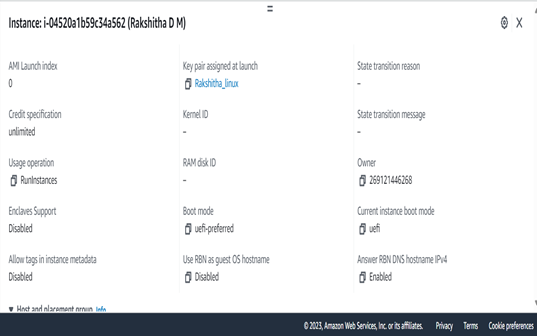 Instance: i-04520a1b59c34a562 (Rakshitha D M)
AMI Launch index
Key pair assigned at launch
State transition reason
0
Rakshitha_linux
–
Credit specification
Kernel ID
State transition message
unlimited
–
–
Usage operation
RAM disk ID
Owner
RunInstances
–
269121446268
Enclaves Support
Boot mode
Current instance boot mode
Disabled
uefi-preferred
uefi
Allow tags in instance metadata
Use RBN as guest OS hostname
Answer RBN DNS hostname IPv4
Disabled
Disabled
Enabled
Host and placement group Info
© 2023, Amazon Web Services, Inc. or its affiliates. Privacy Terms Cookie preferences